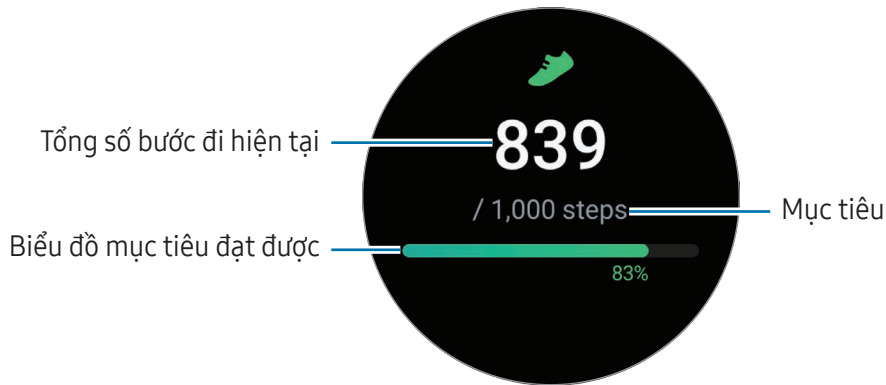 839
Tổng số bước đi hiện tại
/ 1,000 steps
Mục tiêu
Biểu đồ mục tiêu đạt được
83%